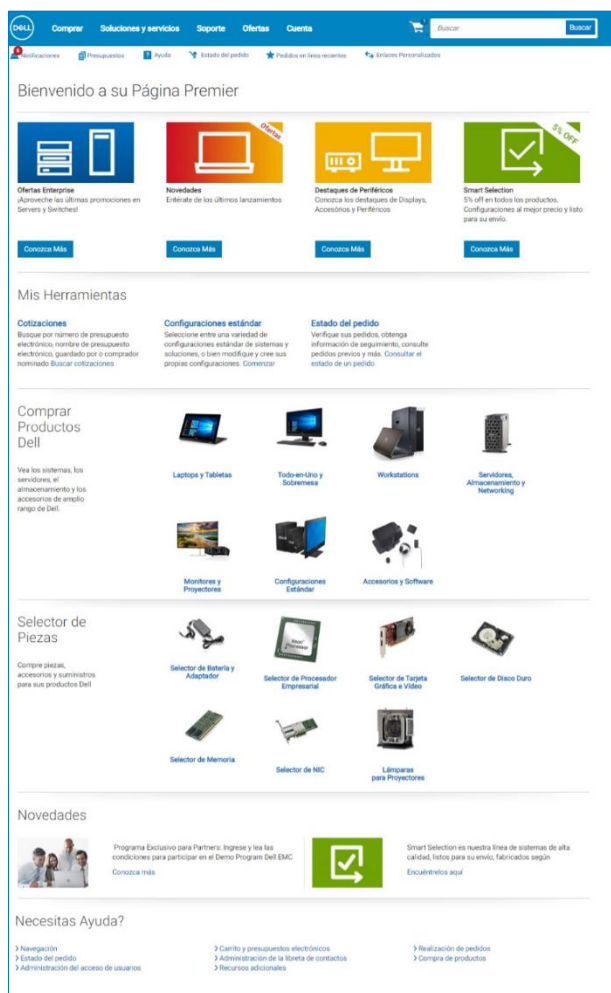 DELL
Comprar Soluciones y servicios Soporte Ofertas Cuenta Buscar Buscar
Notificaciones Presupuestos Ayuda Estado del pedido Pedidos en línea recientes Enlaces Personalizados
Bienvenido a su Página Premier
Ofertas
5% OFF
Ofertas Enterprise
¡Aproveche las últimas promociones en
Servers y Switches!
Conozca Más
Novedades
Entérate de los últimos lanzamientos
Conozca Más
Destaques de Periféricos
Conozca los destaques de Displays,
Accesórios y Periféricos
Conozca Más
Smart Selection
5% off en todos los productos.
Configuraciones al mejor precio y listo
para su envío.
Conozca Más
Mis Herramientas
Cotizaciones
Busque por número de presupuesto
electrónico, nombre de presupuesto
electrónico, guardado por o comprador
nominado Buscar cotizaciones
Configuraciones estándar
Seleccione entre una variedad de
configuraciones estándar de sistemas y
soluciones, o bien modifique y cree sus
propias configuraciones. Comenzar
Estado del pedido
Verifique sus pedidos, obtenga
información de seguimiento, consulte
pedidos previos y más. Consultar el
estado de un pedido
Comprar
Productos
Dell
Vea los sistemas, los
servidores, el
almacenamiento y los
accesorios de amplio
rango de Dell.
Laptops y Tabletas
Todo-en-Uno y
Sobremesa
Workstations
Servidores,
Almacenamiento y
Networking
Monitores y
Proyectores
Configuraciones
Estándar
Accesorios y Software
Selector de
Piezas
Compre piezas,
accesorios y suministros
para sus productos Dell
Selector de Batería y
Adaptador
Selector de Procesador
Empresarial
Selector de Tarjeta
Gráfica e Vídeo
Selector de Disco Duro
Selector de Memoria
Selector de NIC
Lámparas
para Proyectores
Novedades
Programa Exclusivo para Partners: Ingrese y lea las
condiciones para participar en el Demo Program Dell EMC
Conozca más
Smart Selection es nuestra línea de sistemas de alta
calidad, listos para su envío, fabricados según
Encuéntrelos aquí
Necesitas Ayuda?
Navegación
Estado del pedido
Administración del acceso de usuarios
Carrito y presupuestos electrónicos
Administración de la libreta de contactos
Recursos adicionales
Realización de pedidos
Compra de productos